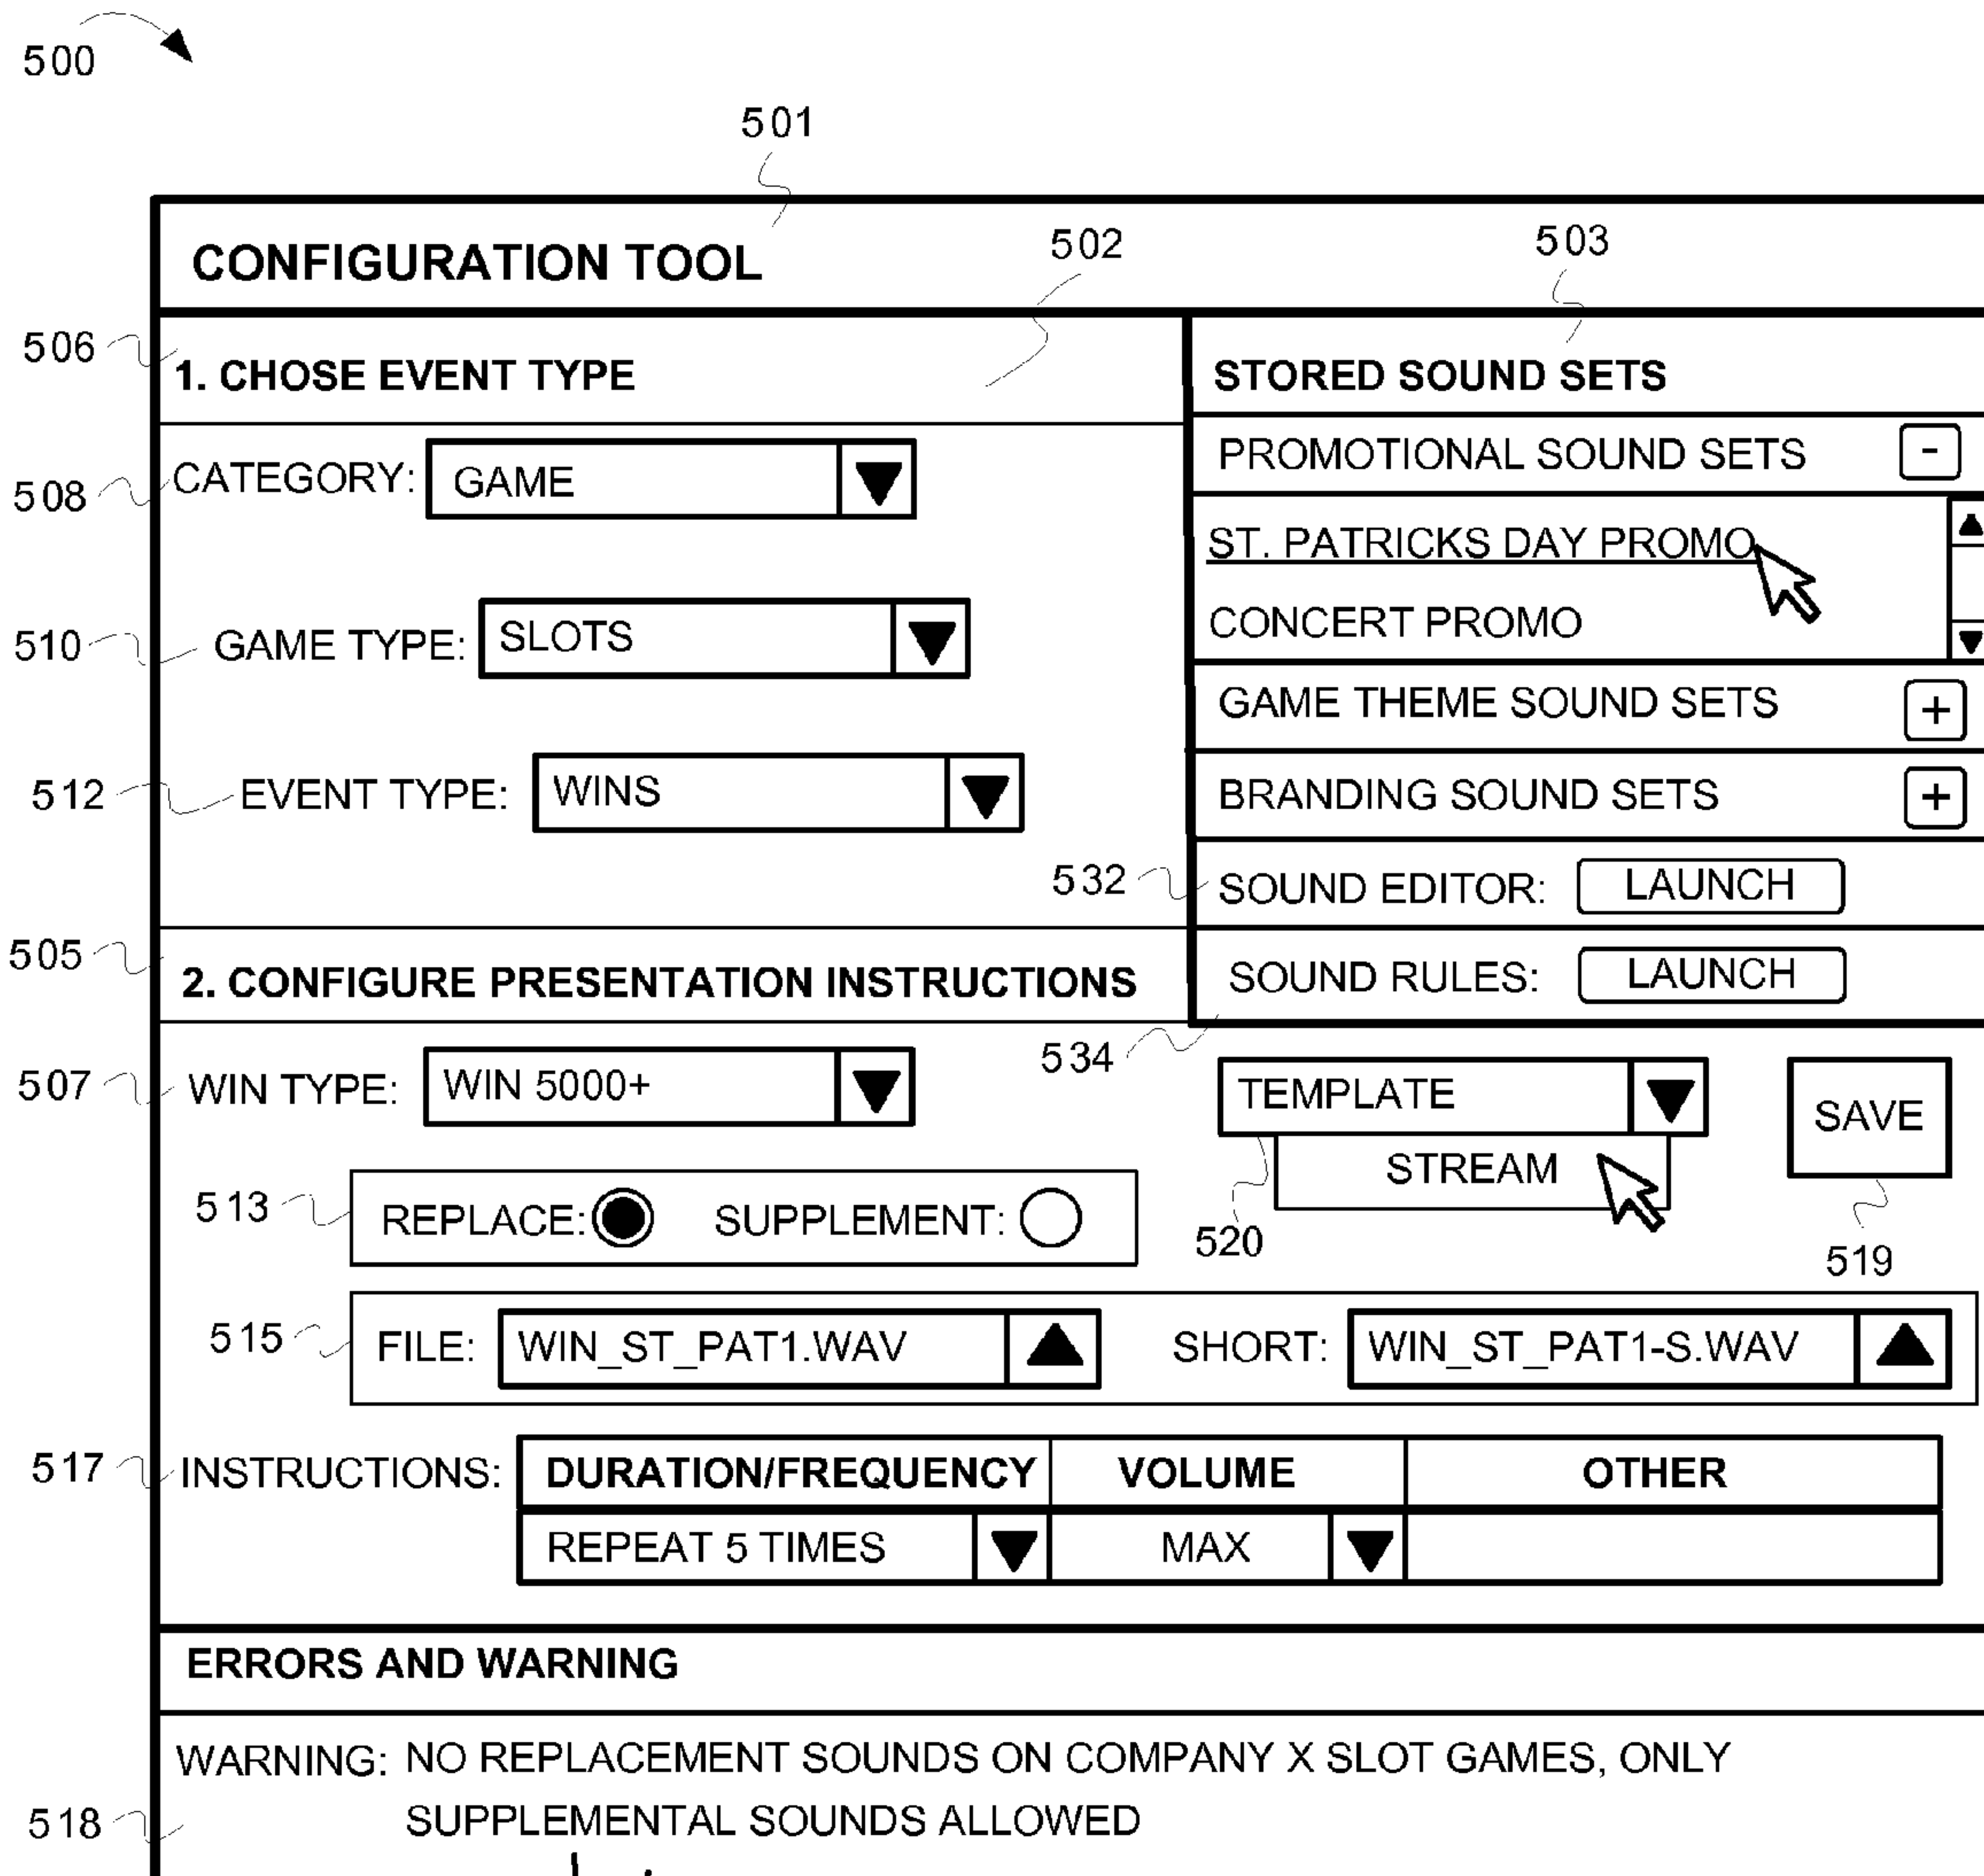 500
501
CONFIGURATION TOOL
502
503
506
1. CHOSE EVENT TYPE
STORED SOUND SETS
508
CATEGORY: GAME
PROMOTIONAL SOUND SETS -
ST. PATRICKS DAY PROMO
CONCERT PROMO
510
GAME TYPE: SLOTS
GAME THEME SOUND SETS +
512
EVENT TYPE: WINS
BRANDING SOUND SETS +
532
SOUND EDITOR: LAUNCH
505
2. CONFIGURE PRESENTATION INSTRUCTIONS
SOUND RULES: LAUNCH
534
507
WIN TYPE: WIN 5000+
TEMPLATE
SAVE
STREAM
513
REPLACE: SUPPLEMENT:
520
519
515
FILE: WIN_ST_PAT1.WAV SHORT: WIN_ST_PAT1-S.WAV
517
INSTRUCTIONS: DURATION/FREQUENCY VOLUME OTHER
REPEAT 5 TIMES MAX
ERRORS AND WARNING
WARNING: NO REPLACEMENT SOUNDS ON COMPANY X SLOT GAMES, ONLY
SUPPLEMENTAL SOUNDS ALLOWED
518